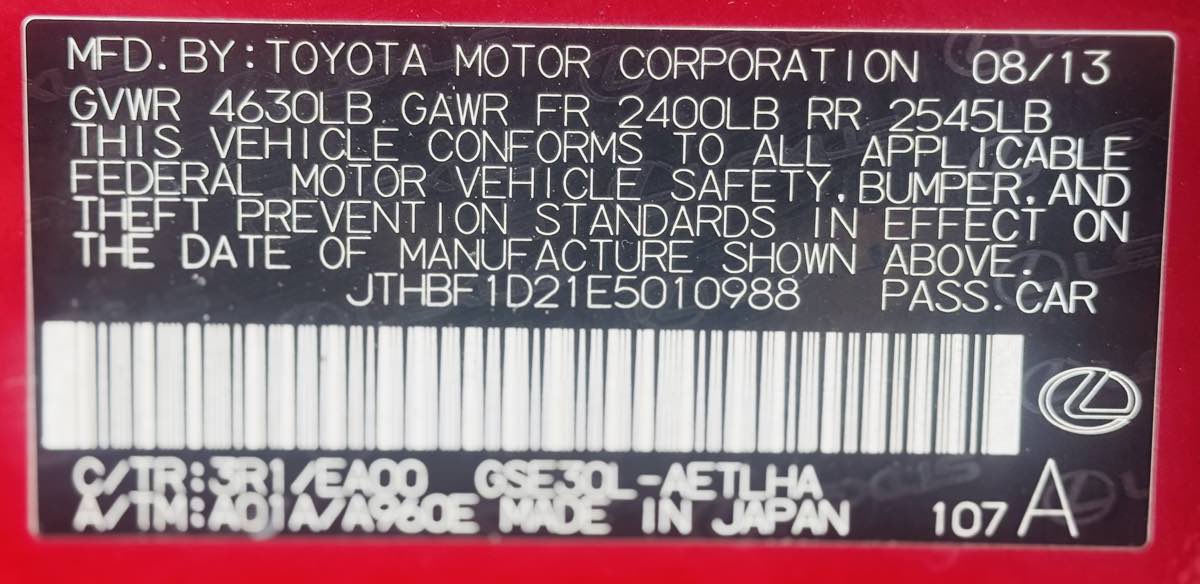 MFD. BY: TOYOTA MOTOR CORPORATION 08/13
GVWR 4630LB GAWR FR 2400LB RR 2545LB
THIS VEHICLE CONFORMS TO ALL APPLICABLE
FEDERAL MOTOR VEHICLE SAFETY, BUMPER, AND
THEFT PREVENTION STANDARDS IN EFFECT ON
THE DATE OF MANUFACTURE SHOWN ABOVE.
JTHBF1D21E5010988 PASS. CAR
C/TR: 3R1/EA00 GSE30L-AETLHA
A/TM: A01A/A960E MADE IN JAPAN 107 A